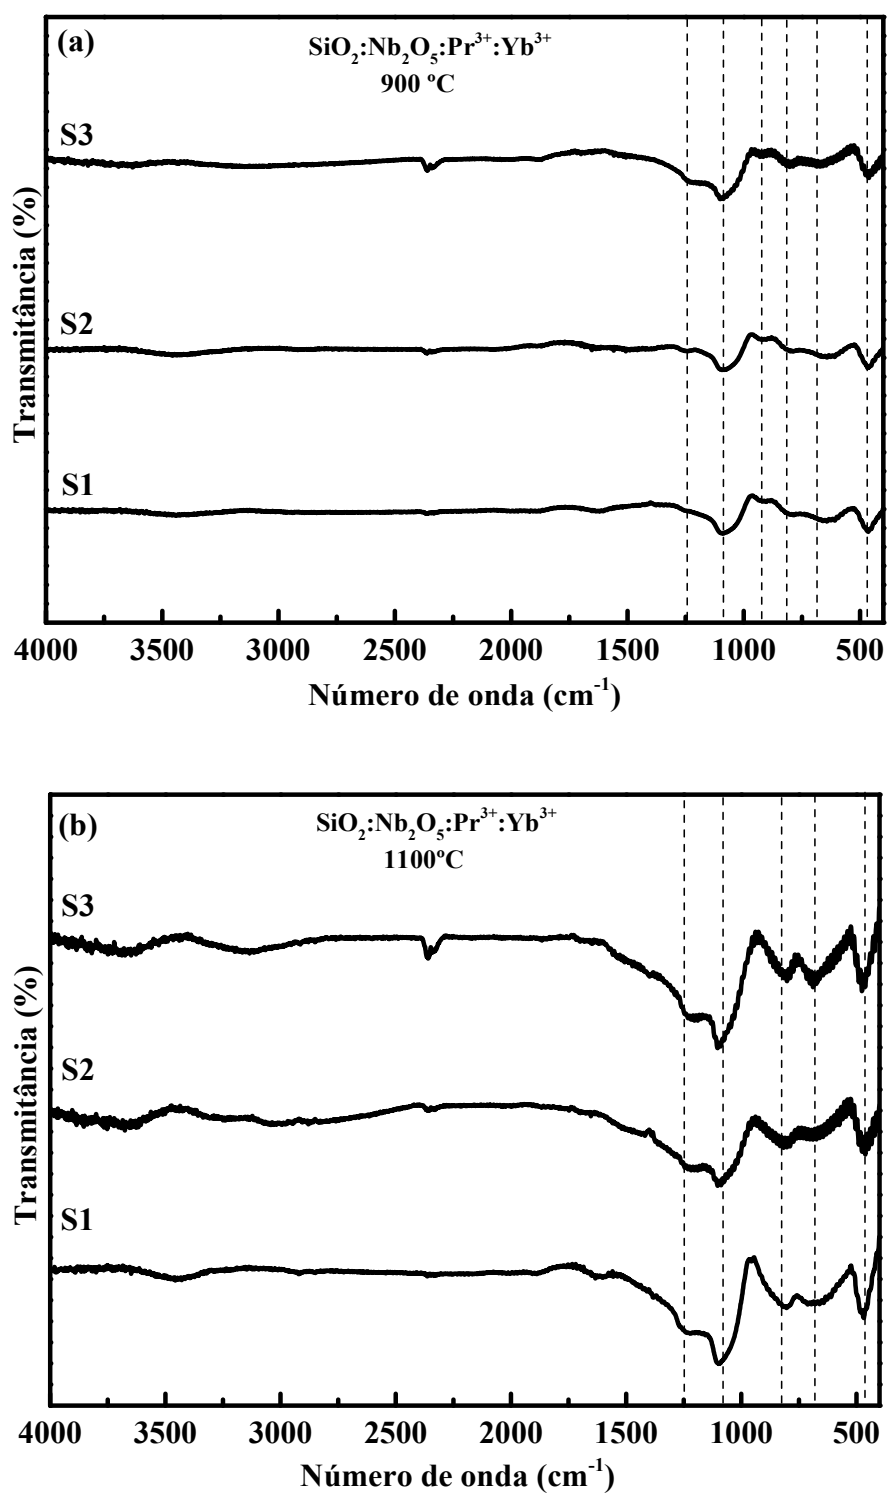 (a)
SiO₂:Nb₂O₅:Pr³⁺:Yb³⁺
900 ºC
S3
S2
S1
Transmitância (%)
4000 3500 3000 2500 2000 1500 1000 500
Número de onda (cm⁻¹)
(b)
SiO₂:Nb₂O₅:Pr³⁺:Yb³⁺
1100ºC
S3
S2
S1
Transmitância (%)
4000 3500 3000 2500 2000 1500 1000 500
Número de onda (cm⁻¹)